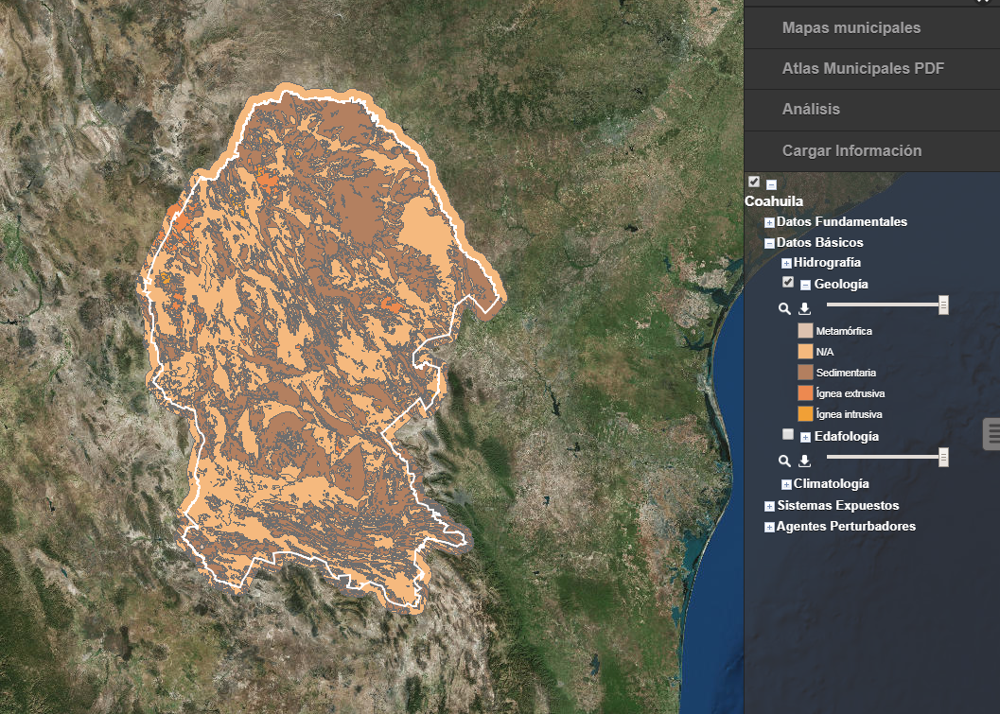 Mapas municipales
Atlas Municipales PDF
Análisis
Cargar Información
Coahuila
Datos Fundamentales
Datos Básicos
Hidrografía
Geología
Metamórfica
N/A
Sedimentaria
Ígnea extrusiva
Ígnea intrusiva
Edafología
Climatología
Sistemas Expuestos
Agentes Perturbadores